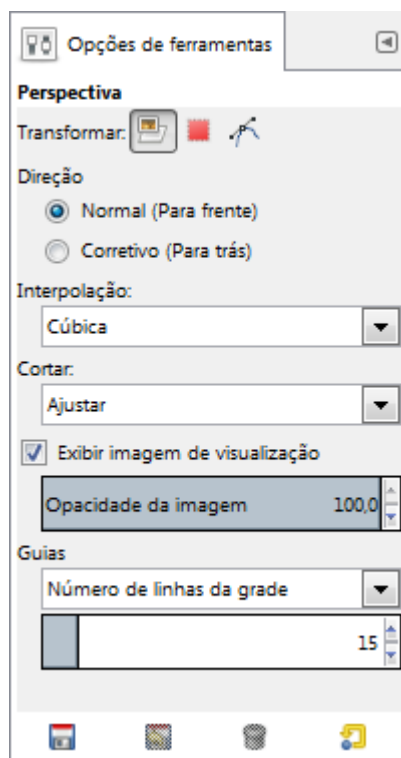 Opções de ferramentas
Perspectiva
Transformar:
Direção
Normal (Para frente)
Corretivo (Para trás)
Interpolação:
Cúbica
Cortar:
Ajustar
Exibir imagem de visualização
Opacidade da imagem 100,0
Guias
Número de linhas da grade
15